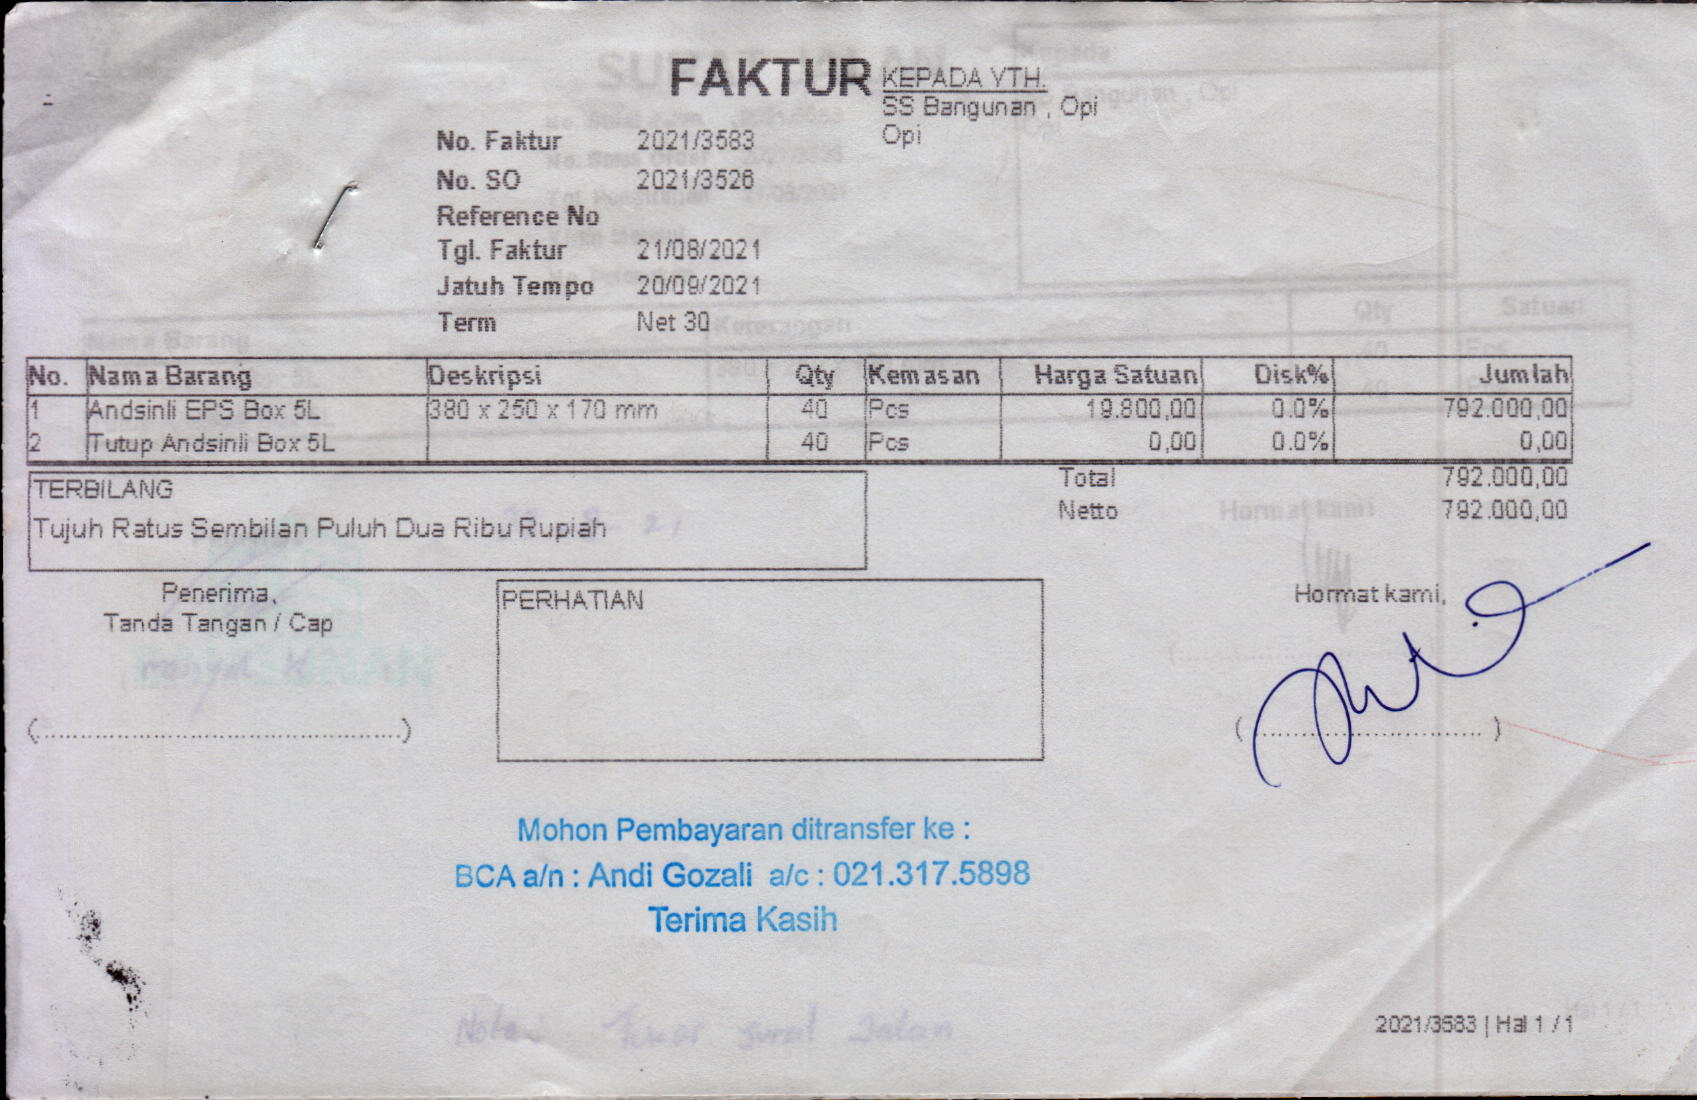 FAKTUR
KEPADA YTH.
SS Bangunan , Opi
Opi
No. Faktur 2021/3583
No. SO 2021/3526
Reference No
Tgl. Faktur 21/08/2021
Jatuh Tempo 20/09/2021
Term Net 30
No. Nama Barang Deskripsi Qty Kemasan Harga Satuan Disk% Jumlah
1 Andsinli EPS Box 5L 380 x 250 x 170 mm 40 Pcs 19.800,00 0.0% 792.000,00
2 Tutup Andsinli Box 5L 40 Pcs 0,00 0.0% 0,00
Total 792.000,00
Netto 792.000,00
TERBILANG
Tujuh Ratus Sembilan Puluh Dua Ribu Rupiah
Penerima,
Tanda Tangan / Cap
(..............................................)
PERHATIAN
Hormat kami,
(.............................. )
Mohon Pembayaran ditransfer ke :
BCA a/n : Andi Gozali a/c : 021.317.5898
Terima Kasih
Surat Jalan
2021/3583 | Hal 1 / 1